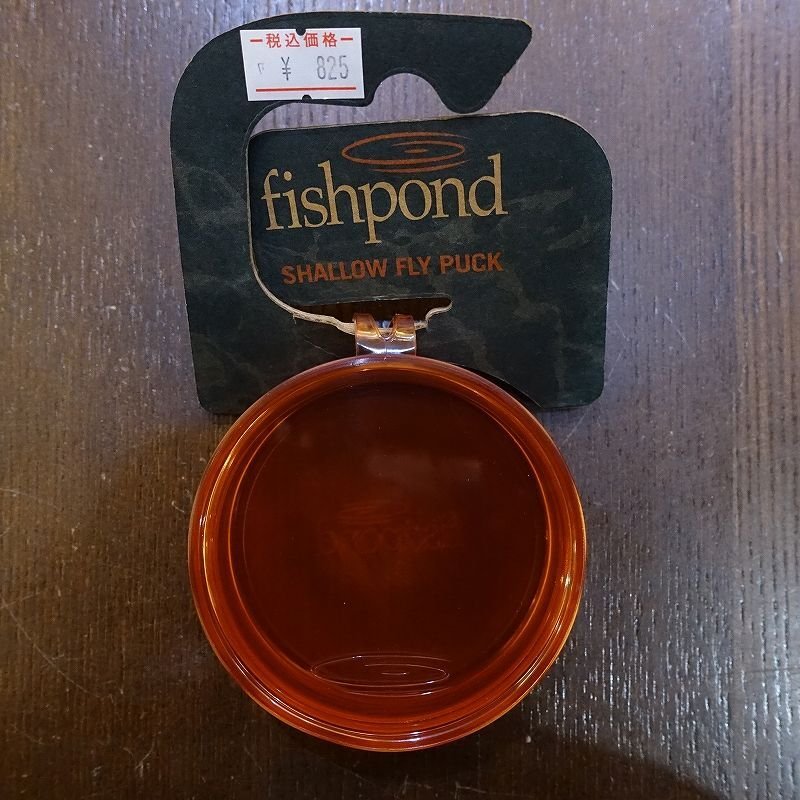 税込価格
¥ 825
fishpond
SHALLOW FLY PUCK